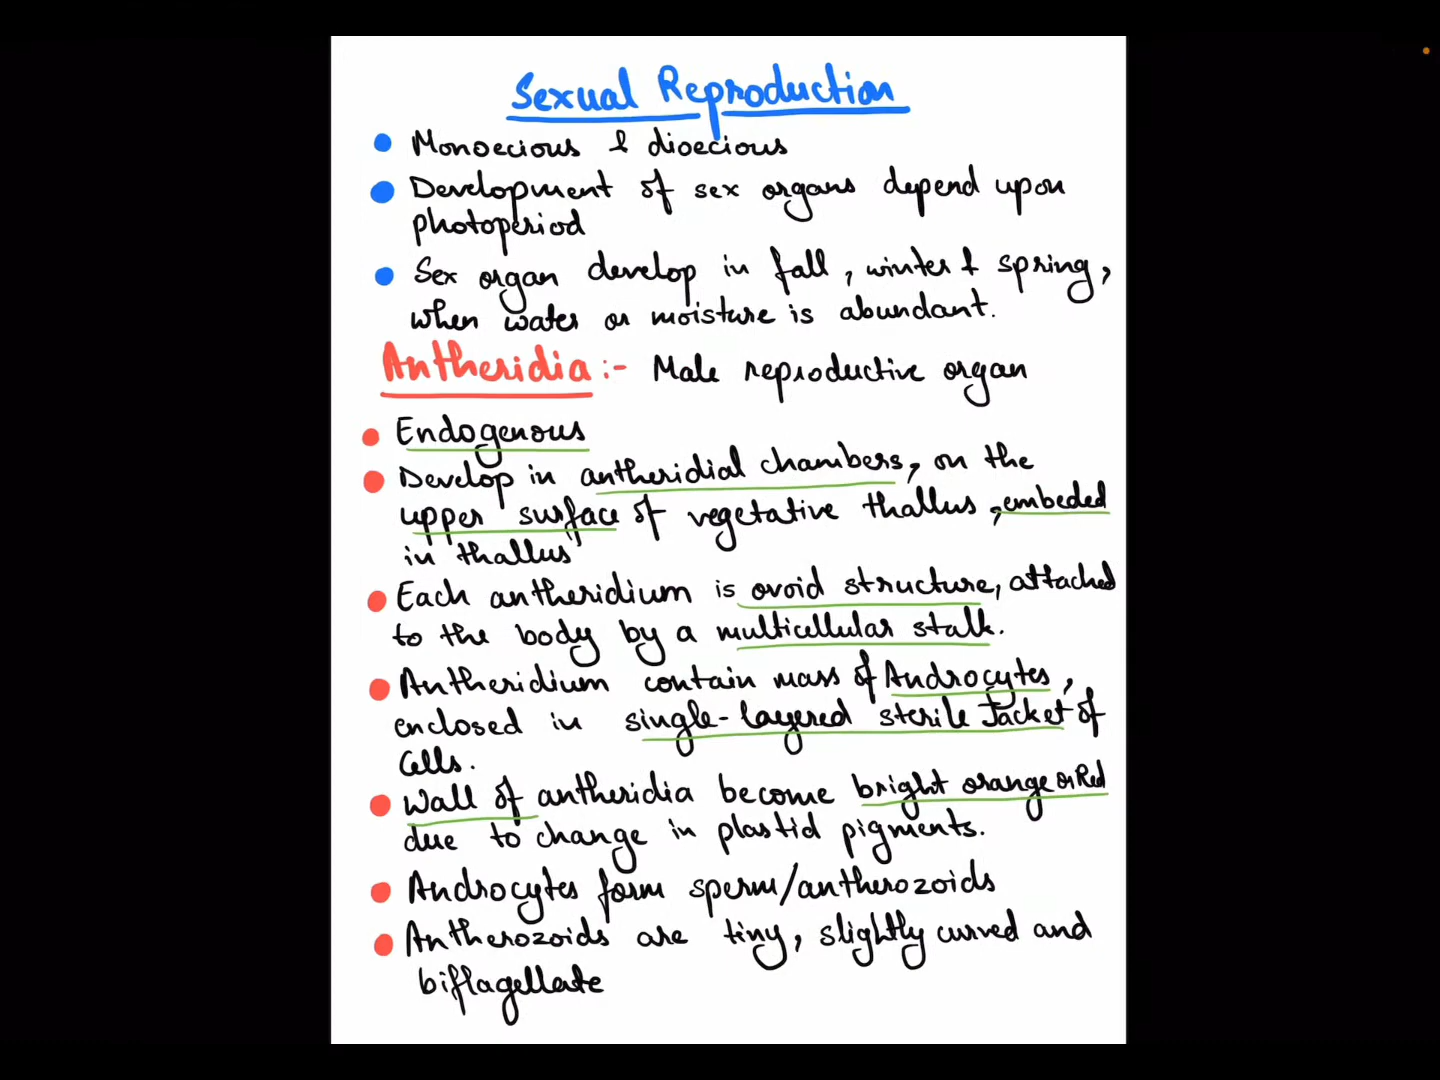 Sexual Reproduction
Monoecious & dioecious
Development of sex organs depend upon
photoperiod
Sex organ develop in fall, winter & spring,
when water or moisture is abundant.
Antheridia:- Male reproductive organ
Endogenous
Develop in antheridial chambers, on the
upper surface of vegetative thallus, embeded
in thallus
Each antheridium is ovoid structure, attached
to the body by a multicellular stalk.
Antheridium contain mass of Androcytes,
enclosed in single-layered sterile Jacket of
Cells.
Wall of antheridia become bright orange or Red
due to change in plastid pigments.
Androcytes form sperm/antherozoids
Antherozoids are tiny, slightly curved and
biflagellate